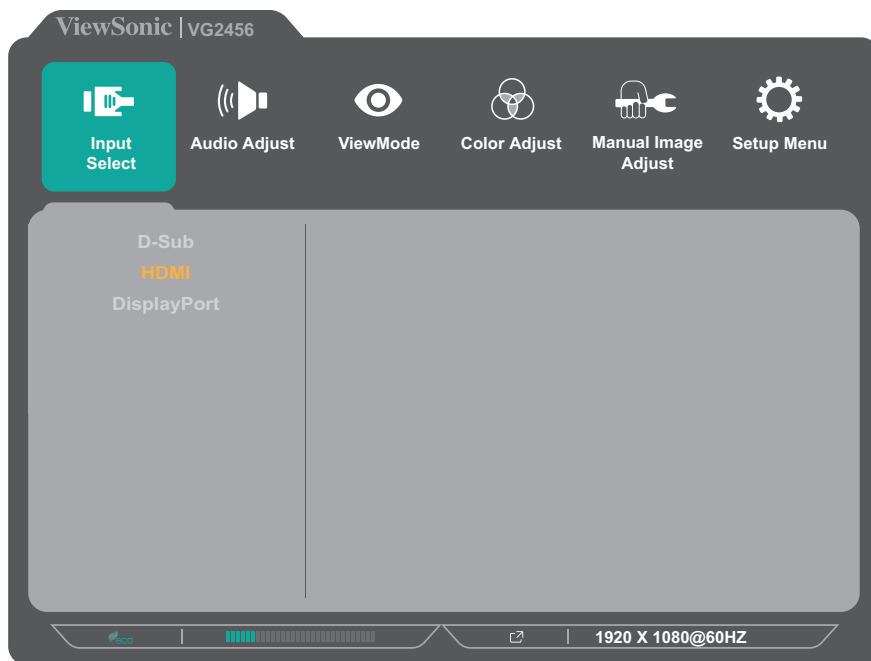 ViewSonic | VG2456
Input
Select
Audio Adjust
ViewMode
Color Adjust
Manual Image
Adjust
Setup Menu
D-Sub
HDMI
DisplayPort
eco
1920 X 1080@60HZ